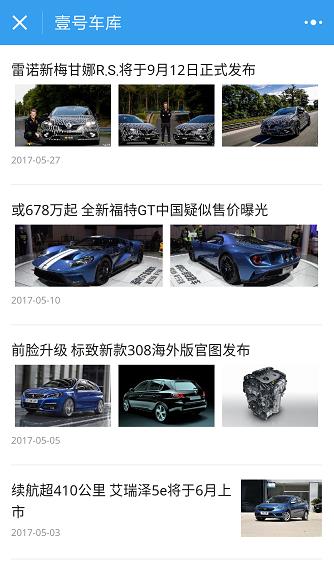 壹号车库
雷诺新梅甘娜R.S.将于9月12日正式发布
2017-05-27
或678万起 全新福特GT中国疑似售价曝光
2017-05-10
前脸升级 标致新款308海外版官图发布
2017-05-05
续航超410公里 艾瑞泽5e将于6月上
市
2017-05-03